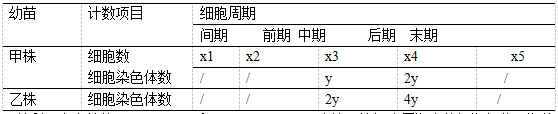 幼苗 计数项目 细胞周期
间期 前期 中期 后期 末期
甲株 细胞数 x1 x2 x3 x4 x5
细胞染色体数 / / y 2y /
乙株 细胞染色体数 / / 2y 4y /